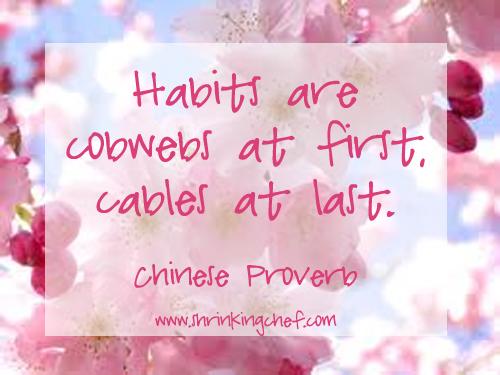 Habits are
cobwebs at first,
cables at last.
Chinese Proverb
www.shrinkingchef.com